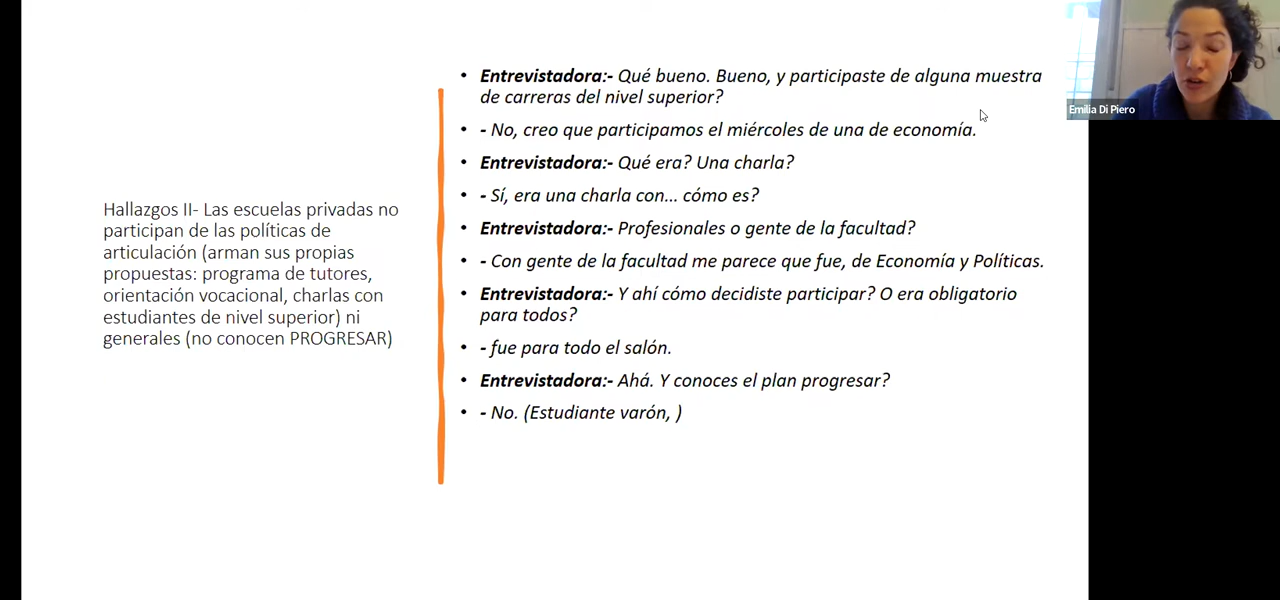 Hallazgos II- Las escuelas privadas no
participan de las políticas de
articulación (arman sus propias
propuestas: programa de tutores,
orientación vocacional, charlas con
estudiantes de nivel superior) ni
generales (no conocen PROGRESAR)
• Entrevistadora:- Qué bueno. Bueno, y participaste de alguna muestra
de carreras del nivel superior?
• - No, creo que participamos el miércoles de una de economía.
• Entrevistadora:- Qué era? Una charla?
• - Sí, era una charla con... cómo es?
• Entrevistadora:- Profesionales o gente de la facultad?
• - Con gente de la facultad me parece que fue, de Economía y Políticas.
• Entrevistadora:- Y ahí cómo decidiste participar? O era obligatorio
para todos?
• - fue para todo el salón.
• Entrevistadora:- Ahá. Y conoces el plan progresar?
• - No. (Estudiante varón, )
Emilia Di Piero